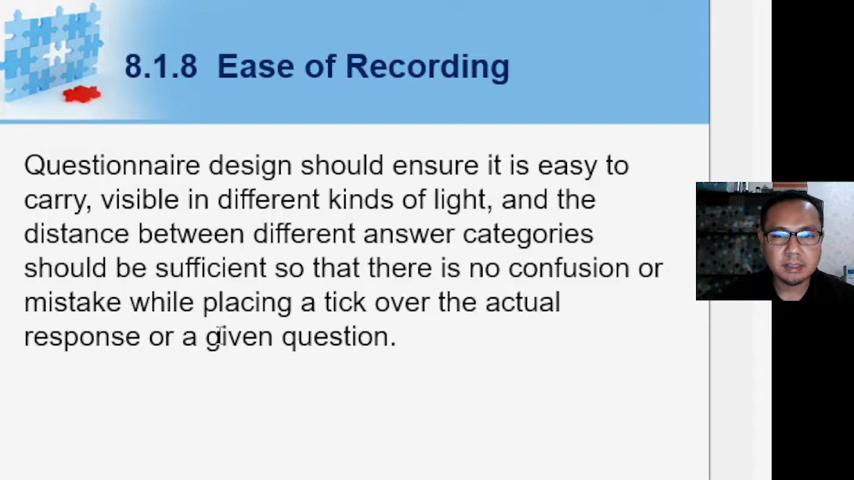 8.1.8 Ease of Recording
Questionnaire design should ensure it is easy to
carry, visible in different kinds of light, and the
distance between different answer categories
should be sufficient so that there is no confusion or
mistake while placing a tick over the actual
response or a given question.